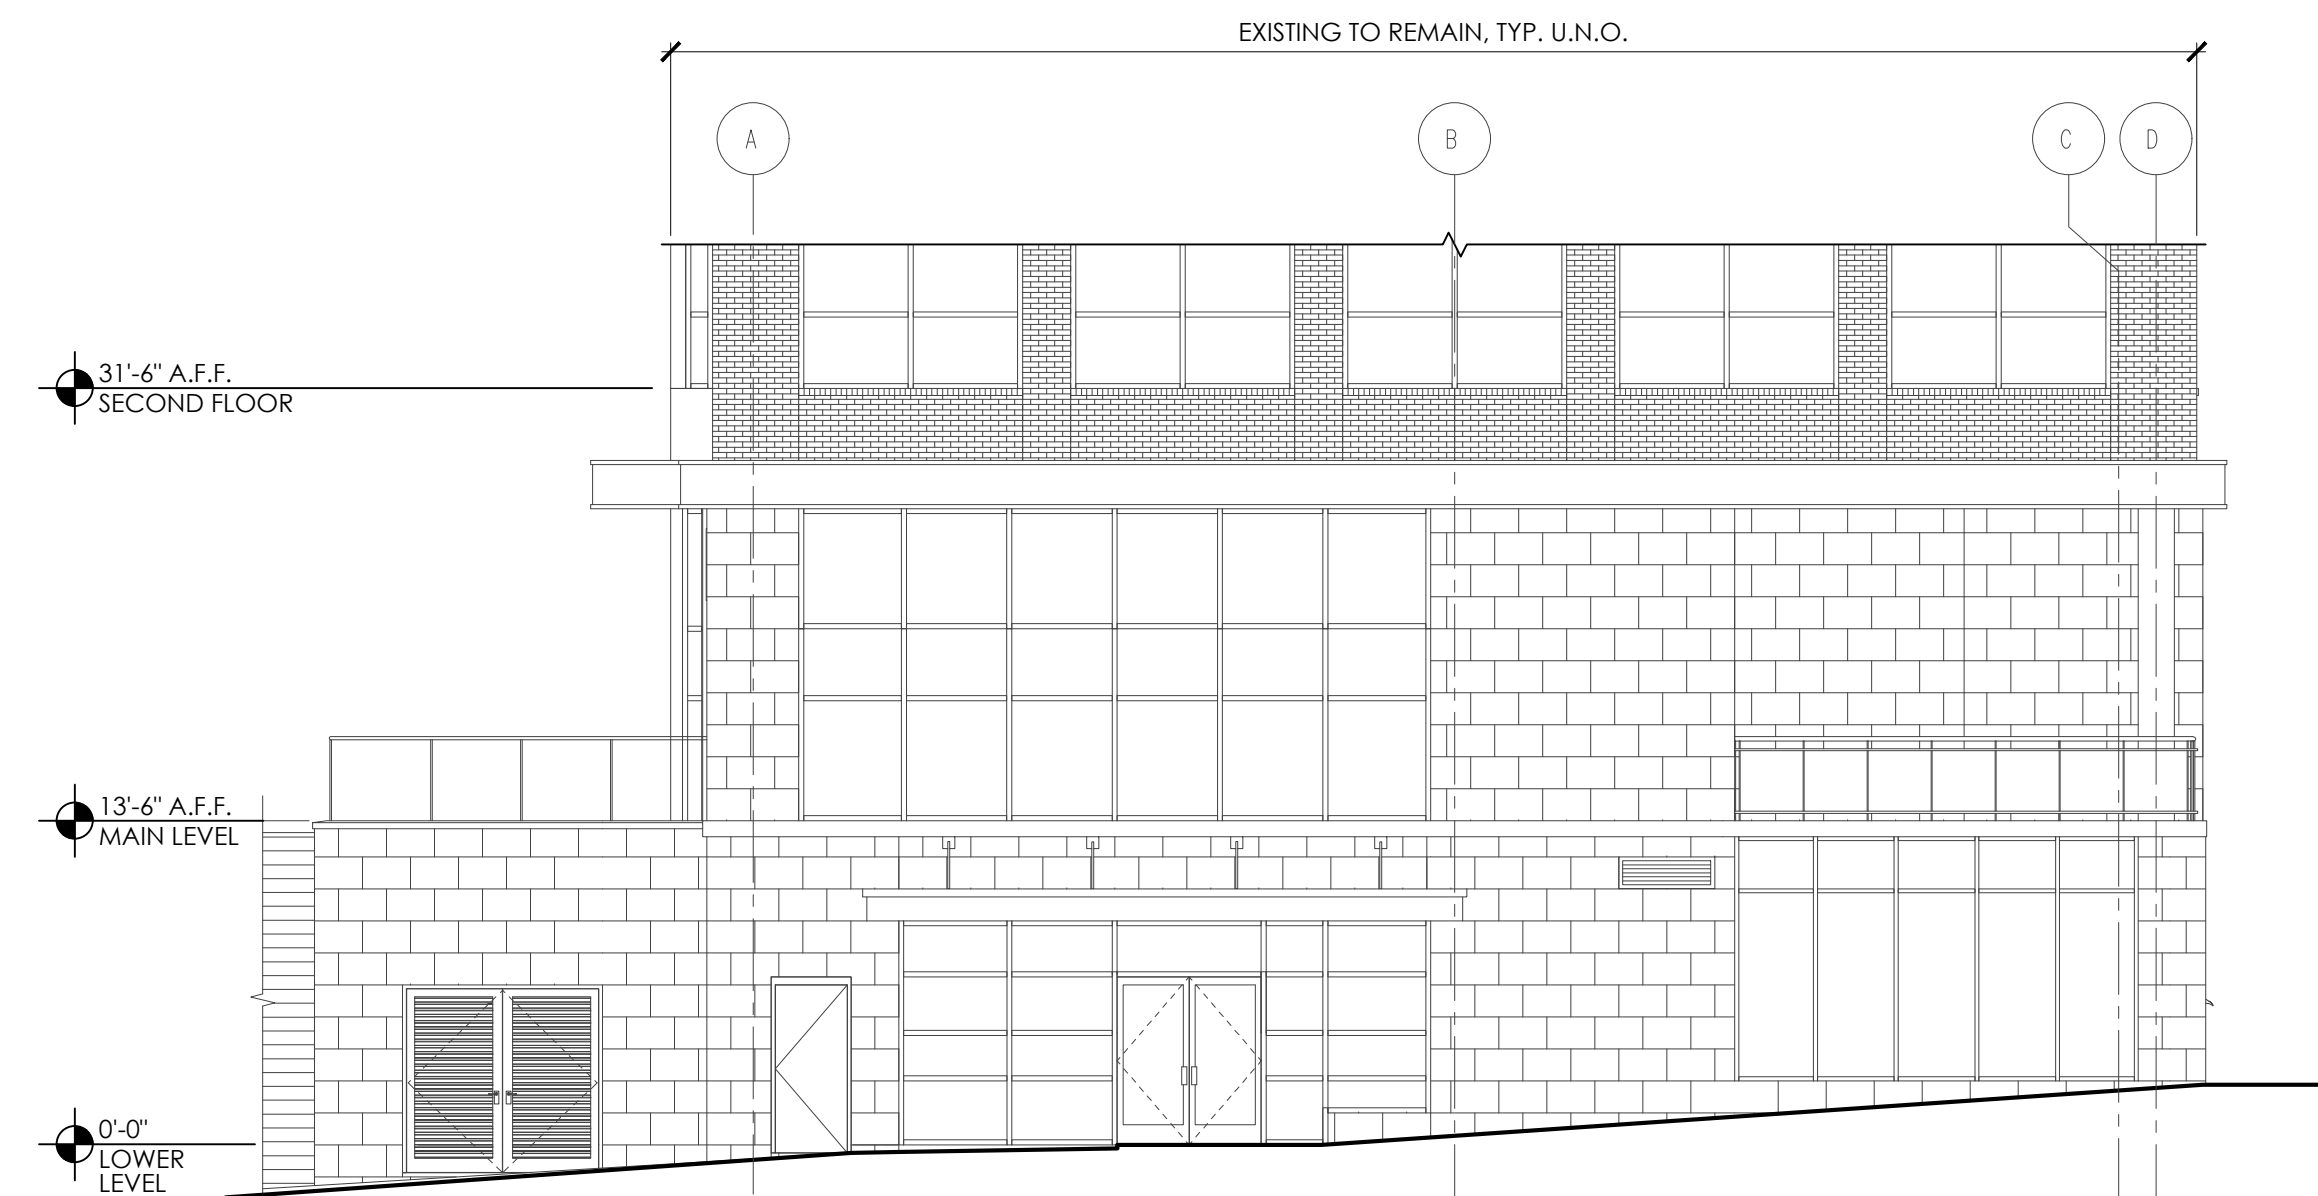 EXISTING TO REMAIN, TYP. U.N.O.
A
B
C
D
31'-6" A.F.F.
SECOND FLOOR
13'-6" A.F.F.
MAIN LEVEL
0'-0"
LOWER
LEVEL